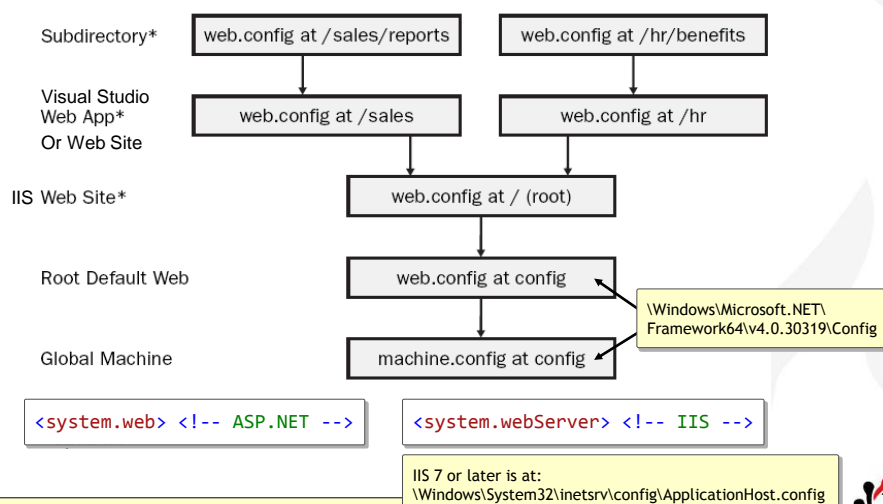 Subdirectory*
web.config at /sales/reports
web.config at /hr/benefits
Visual Studio
Web App*
Or Web Site
web.config at /sales
web.config at /hr
IIS Web Site*
web.config at / (root)
Root Default Web
web.config at config
\Windows\Microsoft.NET\
Framework64\v4.0.30319\Config
Global Machine
machine.config at config
<system.web> <!-- ASP.NET -->
<system.webServer> <!-- IIS -->
IIS 7 or later is at:
\Windows\System32\inetsrv\config\ApplicationHost.config